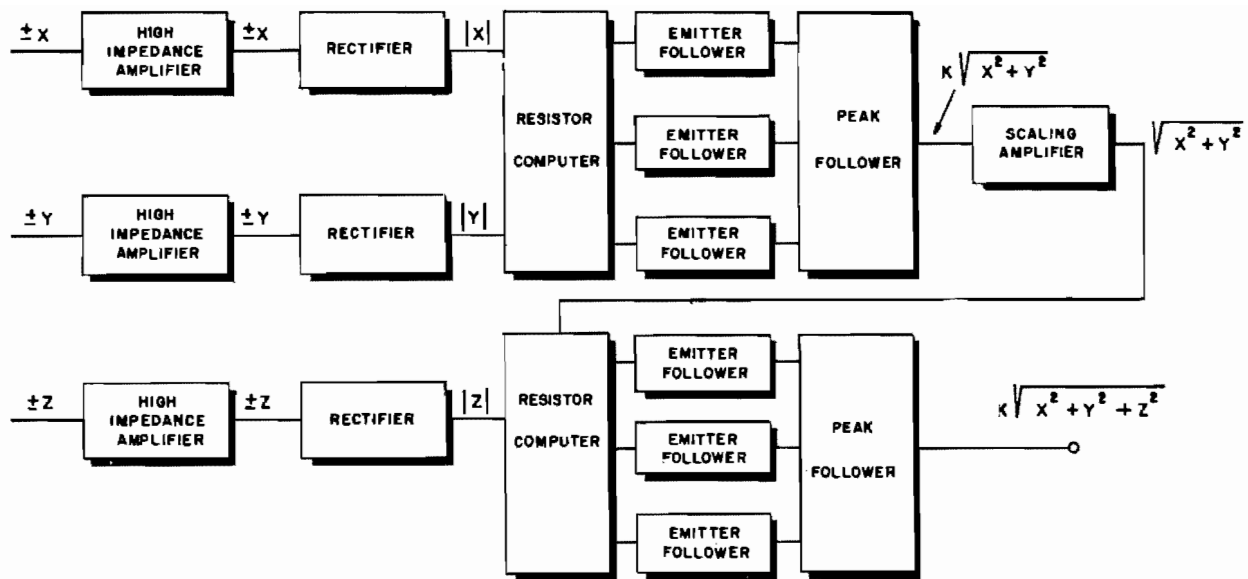 ±X
HIGH
IMPEDANCE
AMPLIFIER
±X
RECTIFIER
|X|
RESISTOR
COMPUTER
EMITTER
FOLLOWER
EMITTER
FOLLOWER
EMITTER
FOLLOWER
PEAK
FOLLOWER
K√X²+Y²
SCALING
AMPLIFIER
√X²+Y²
±Y
HIGH
IMPEDANCE
AMPLIFIER
±Y
RECTIFIER
|Y|
±Z
HIGH
IMPEDANCE
AMPLIFIER
±Z
RECTIFIER
|Z|
RESISTOR
COMPUTER
EMITTER
FOLLOWER
EMITTER
FOLLOWER
EMITTER
FOLLOWER
PEAK
FOLLOWER
K√X²+Y²+Z²